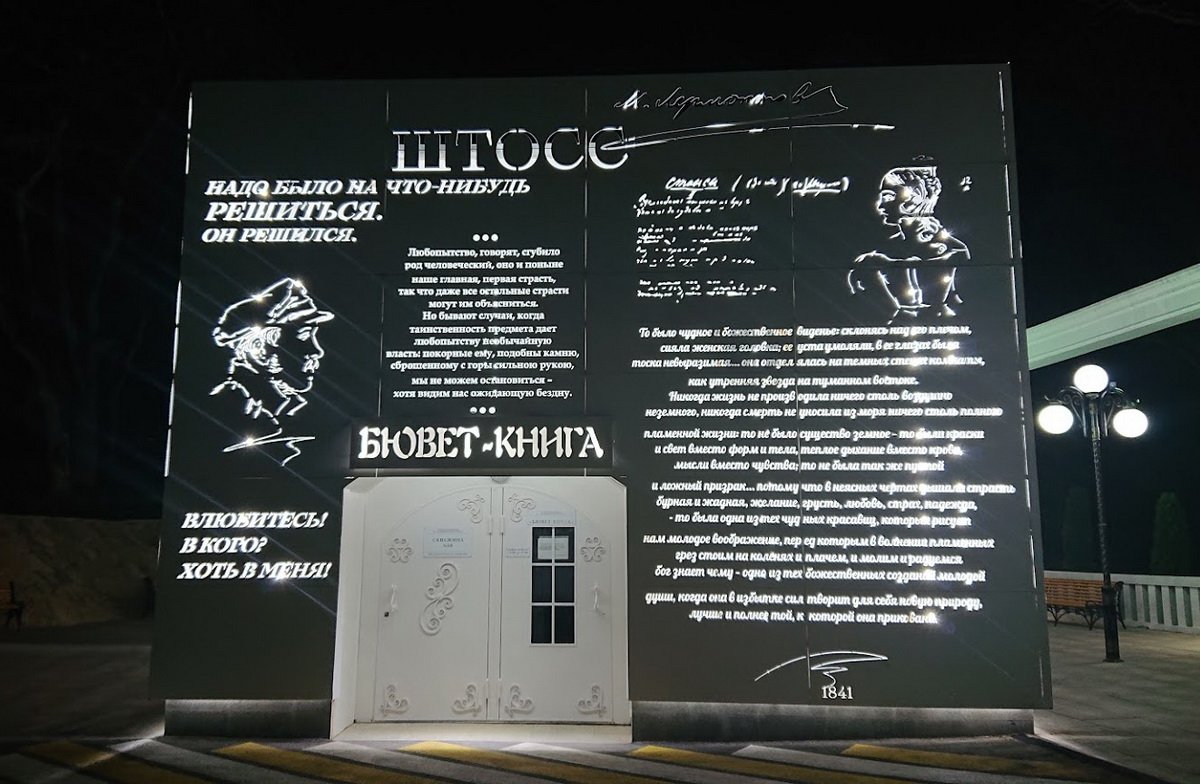 М. Лермонтовъ
ШТОСС
НАДО БЫЛО НА ЧТО-НИБУДЬ
РЕШИТЬСЯ.
ОН РЕШИЛСЯ.
Любопытство, говорят, сгубило
род человеческий, оно и поныне
наше главная, первая страсть,
так что даже все остальные страсти
могут им объясниться.
Но бывают случаи, когда
таинственность предмета дает
любопытству необычайную
власть: покорные ему, подобны камню,
сброшенному с горы сильною рукою,
мы не можем остановиться –
хотя видим нас ожидающую бездну.
БЮВЕТ-КНИГА
СКВАЖИНА
ВЛЮБИТЕСЬ!
В КОГО?
ХОТЬ В МЕНЯ!
То было чудное и божественное виденье: склонясь над его плечом,
сияла женская головка; ее уста умоляли, в ее глазах была
тоска невыразимая... она отделялась на темных стенах комнаты,
как утренняя звезда на туманном востоке.
Никогда жизнь не производила ничего столь воздушно
неземного, никогда смерть не уносила из моря ничего столь полного
пламенной жизни: то не было существо земное – то были краски
и свет вместо форм и тела, теплое дыхание вместо крови,
мысли вместо чувства; то не была так же пустой
и ложный призрак... потому что в неясных чертах дышала страсть
бурная и жадная, желание, грусть, любовь, страх, надежда,
- то была одна из тех чудных красавиц, которых рисует
нам молодое воображение, перед которым в волнении пламенных
грез стоим на коленях и плачем, и молим и радуемся
бог знает чему - одно из тех божественных созданий молодой
души, когда она в избытке сил творит для себя новую природу,
лучше и полнее той, к которой она прикована.
1841